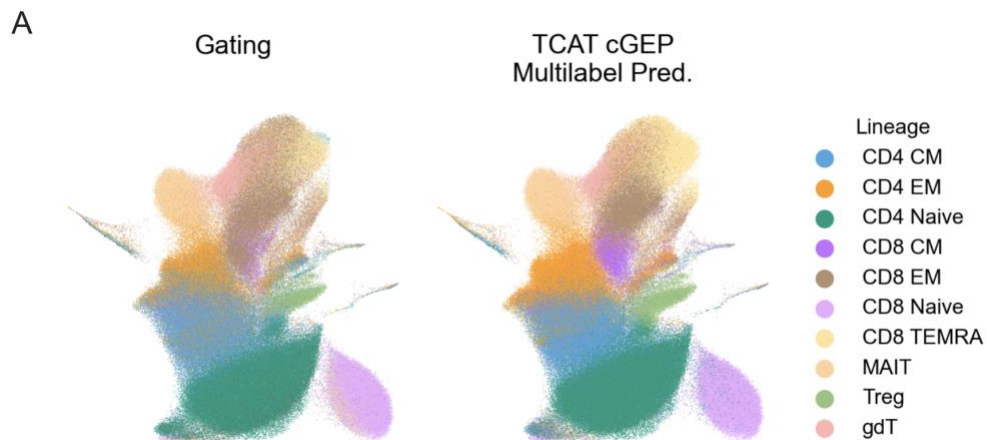 A
Gating
TCAT cGEP
Multilabel Pred.
Lineage
CD4 CM
CD4 EM
CD4 Naive
CD8 CM
CD8 EM
CD8 Naive
CD8 TEMRA
MAIT
Treg
gdT